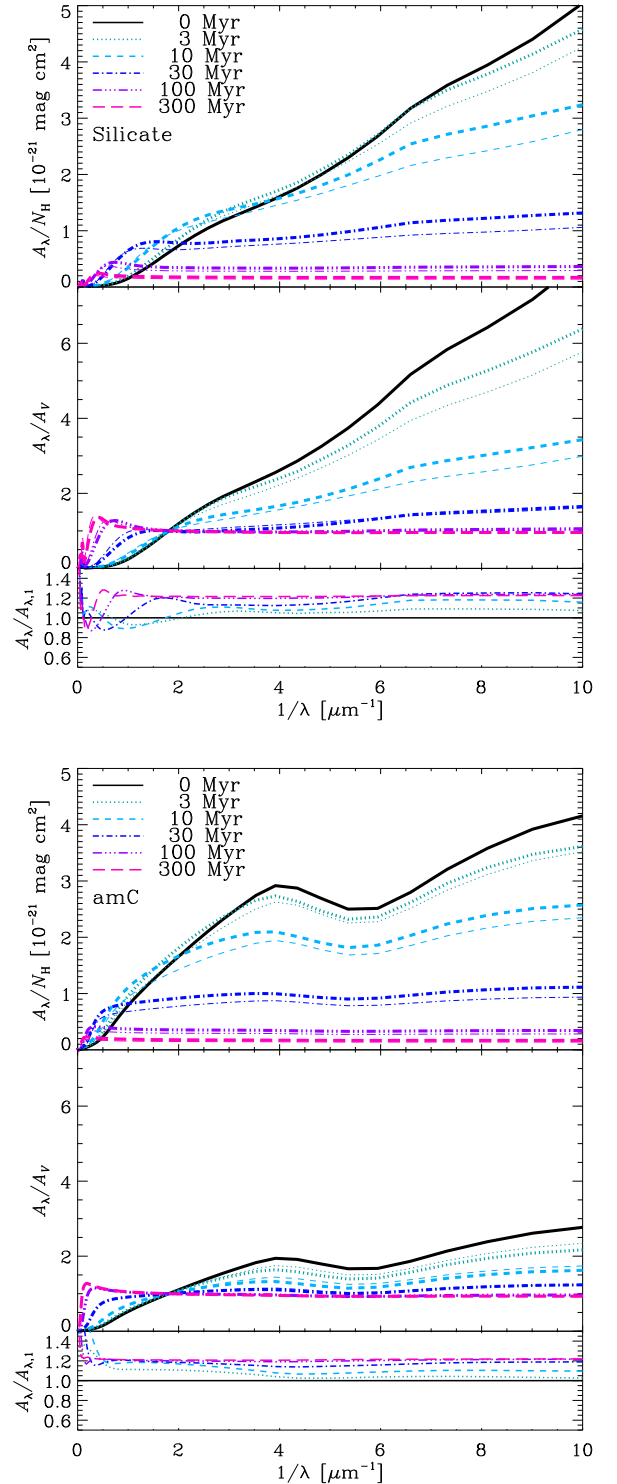 5
4
3
2
1
0
0 Myr
3 Myr
10 Myr
30 Myr
100 Myr
300 Myr
Silicate
A_λ/N_H [10⁻²¹ mag cm²]
6
4
2
0
A_λ/A_V
1.4
1.2
1.0
0.8
0.6
A_λ/A_λ,1
0 2 4 6 8 10
1/λ [μm⁻¹]
5
4
3
2
1
0
0 Myr
3 Myr
10 Myr
30 Myr
100 Myr
300 Myr
amC
A_λ/N_H [10⁻²¹ mag cm²]
6
4
2
0
A_λ/A_V
1.4
1.2
1.0
0.8
0.6
A_λ/A_λ,1
0 2 4 6 8 10
1/λ [μm⁻¹]